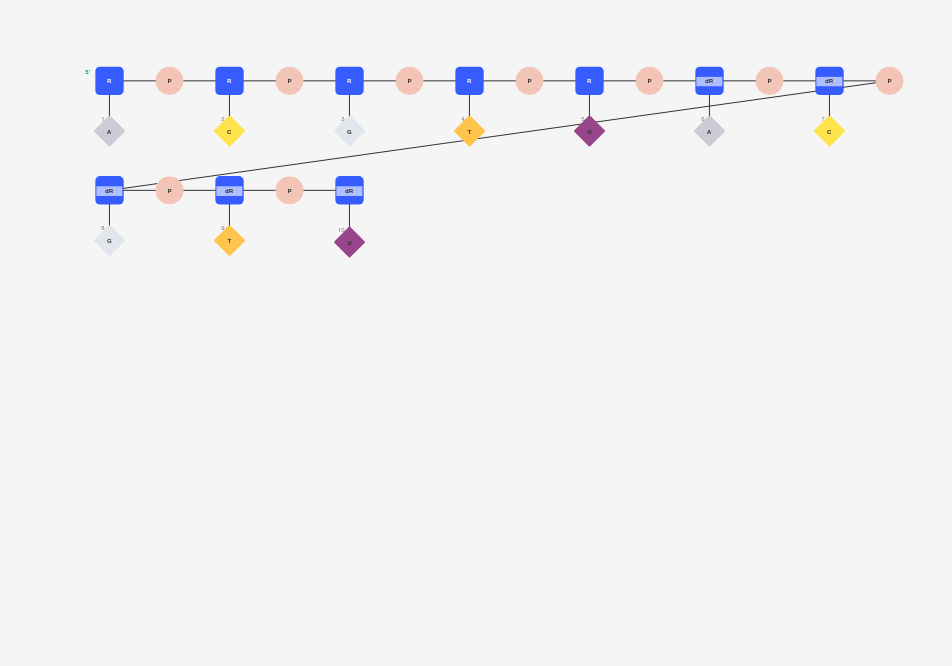 5'
R P R P R P R P R P dR P dR P
1 2 3 4 5 6 7
A C G T U A C
dR P dR P dR
8 9 10
G T U